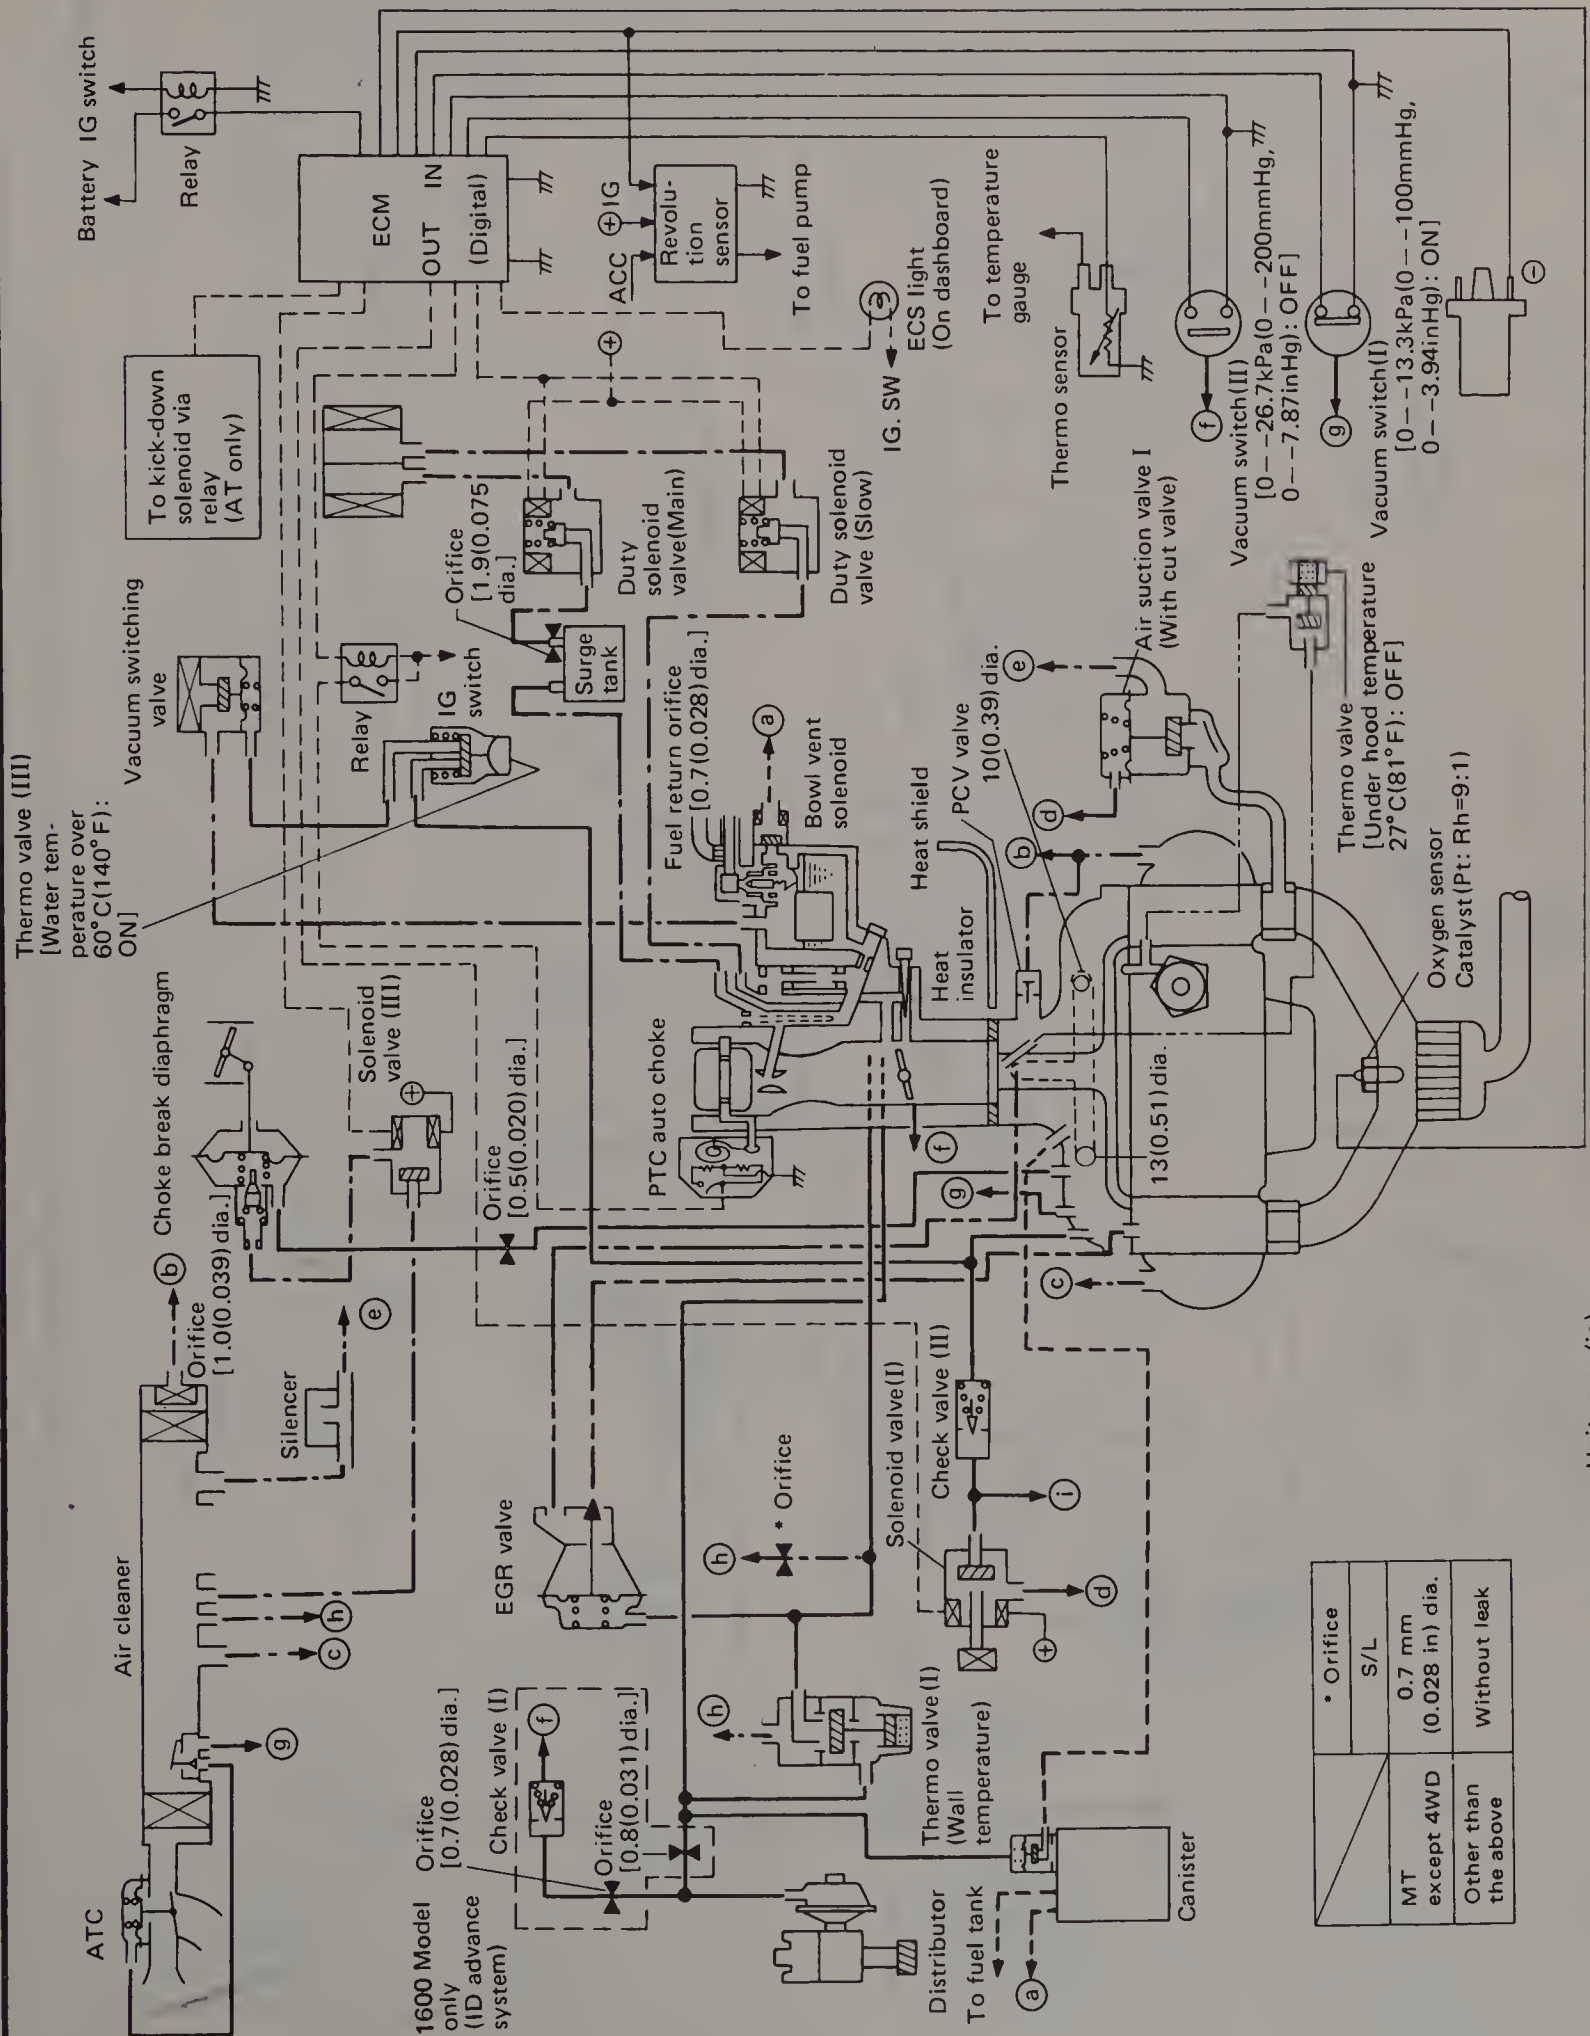 ATC
Air cleaner
g
c
h
Silencer
e
b
Orifice
[1.0(0.039)dia.]
Choke break diaphragm
Solenoid
valve (III)
Thermo valve (III)
[Water tem-
perature over
60°C(140°F):
ON]
Vacuum switching
valve
To kick-down
solenoid via
relay
(AT only)
Battery
IG switch
Relay
ECM
OUT IN
(Digital)
ACC
+
IG
Revolu-
tion
sensor
To fuel pump
ECS light
(On dashboard)
IG. SW
+
Relay
IG
switch
Orifice
[1.9(0.075
dia.]
Surge
tank
Duty
solenoid
valve(Main)
Duty solenoid
valve (Slow)
To temperature
gauge
Thermo sensor
f
Vacuum switch(II)
[0--26.7kPa(0--200mmHg,
0--7.87inHg): OFF]
g
Vacuum switch(I)
[0--13.3kPa(0--100mmHg,
0--3.94inHg): ON]
−
Air suction valve I
(With cut valve)
Thermo valve
[Under hood temperature
27°C(81°F): OFF]
Oxygen sensor
Catalyst(Pt: Rh=9:1)
Fuel return orifice
[0.7(0.028)dia.]
a
Bowl vent
solenoid
Heat shield
PCV valve
10(0.39)dia.
Heat
insulator
e
d
b
PTC auto choke
f
g
c
13(0.51)dia.
+
Orifice
[0.5(0.020)dia.]
EGR valve
h
* Orifice
Solenoid valve(I)
Check valve (II)
i
d
+
1600 Model
only
(ID advance
system)
Orifice
[0.7(0.028)dia.]
Check valve (I)
f
Orifice
[0.8(0.031)dia.]
h
Thermo valve(I)
(Wall
temperature)
Distributor
To fuel tank
a
Canister
* Orifice
S/L
MT
except 4WD
0.7 mm
(0.028 in) dia.
Other than
the above
Without leak